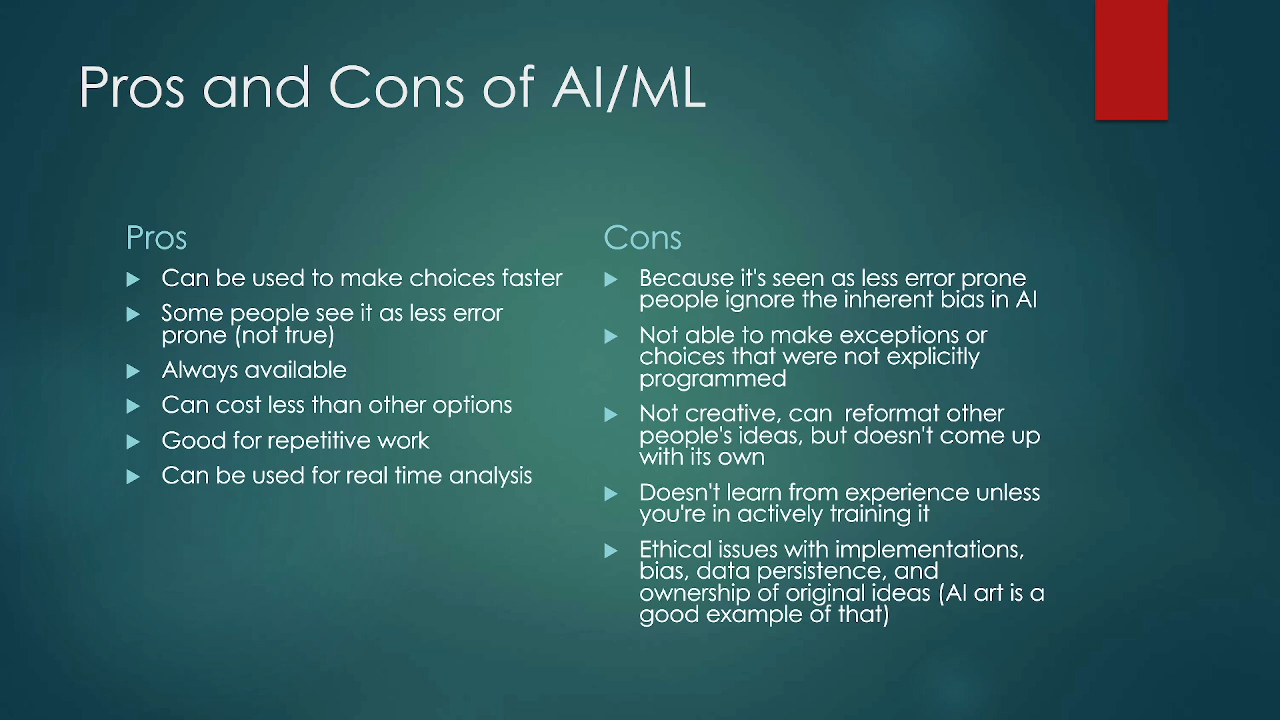 Pros and Cons of AI/ML
Pros
Can be used to make choices faster
Some people see it as less error
prone (not true)
Always available
Can cost less than other options
Good for repetitive work
Can be used for real time analysis
Cons
Because it's seen as less error prone
people ignore the inherent bias in AI
Not able to make exceptions or
choices that were not explicitly
programmed
Not creative, can  reformat other
people's ideas, but doesn't come up
with its own
Doesn't learn from experience unless
you're in actively training it
Ethical issues with implementations,
bias, data persistence, and
ownership of original ideas (AI art is a
good example of that)